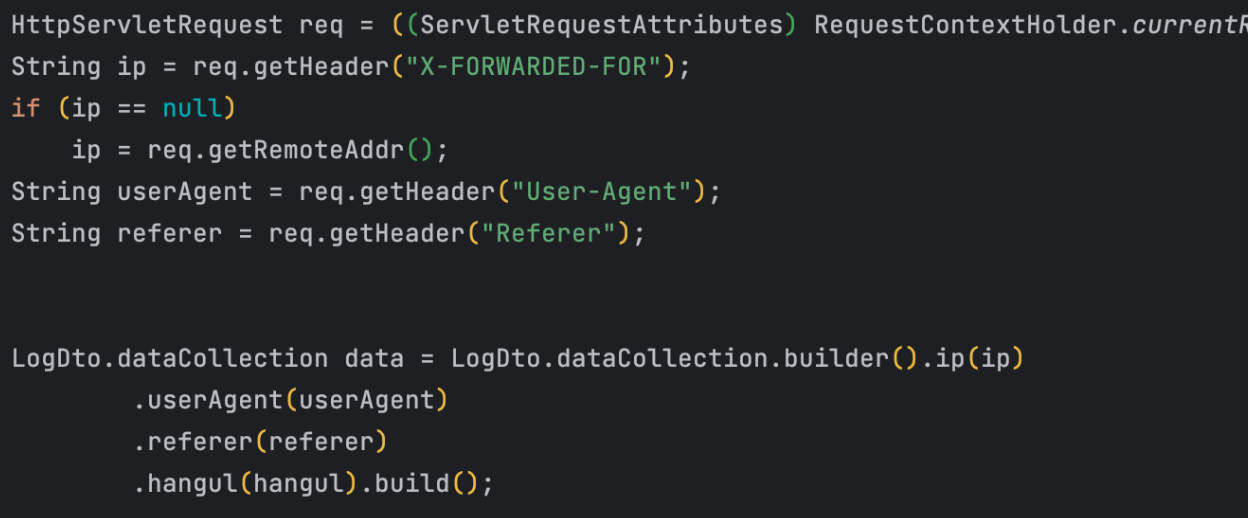 HttpServletRequest req = ((ServletRequestAttributes) RequestContextHolder.
String ip = req.getHeader("X-FORWARDED-FOR");
if (ip == null)
    ip = req.getRemoteAddr();
String userAgent = req.getHeader("User-Agent");
String referer = req.getHeader("Referer");
LogDto.dataCollection data = LogDto.dataCollection.builder().ip(ip)
        .userAgent(userAgent)
        .referer(referer)
        .hangul(hangul).build();